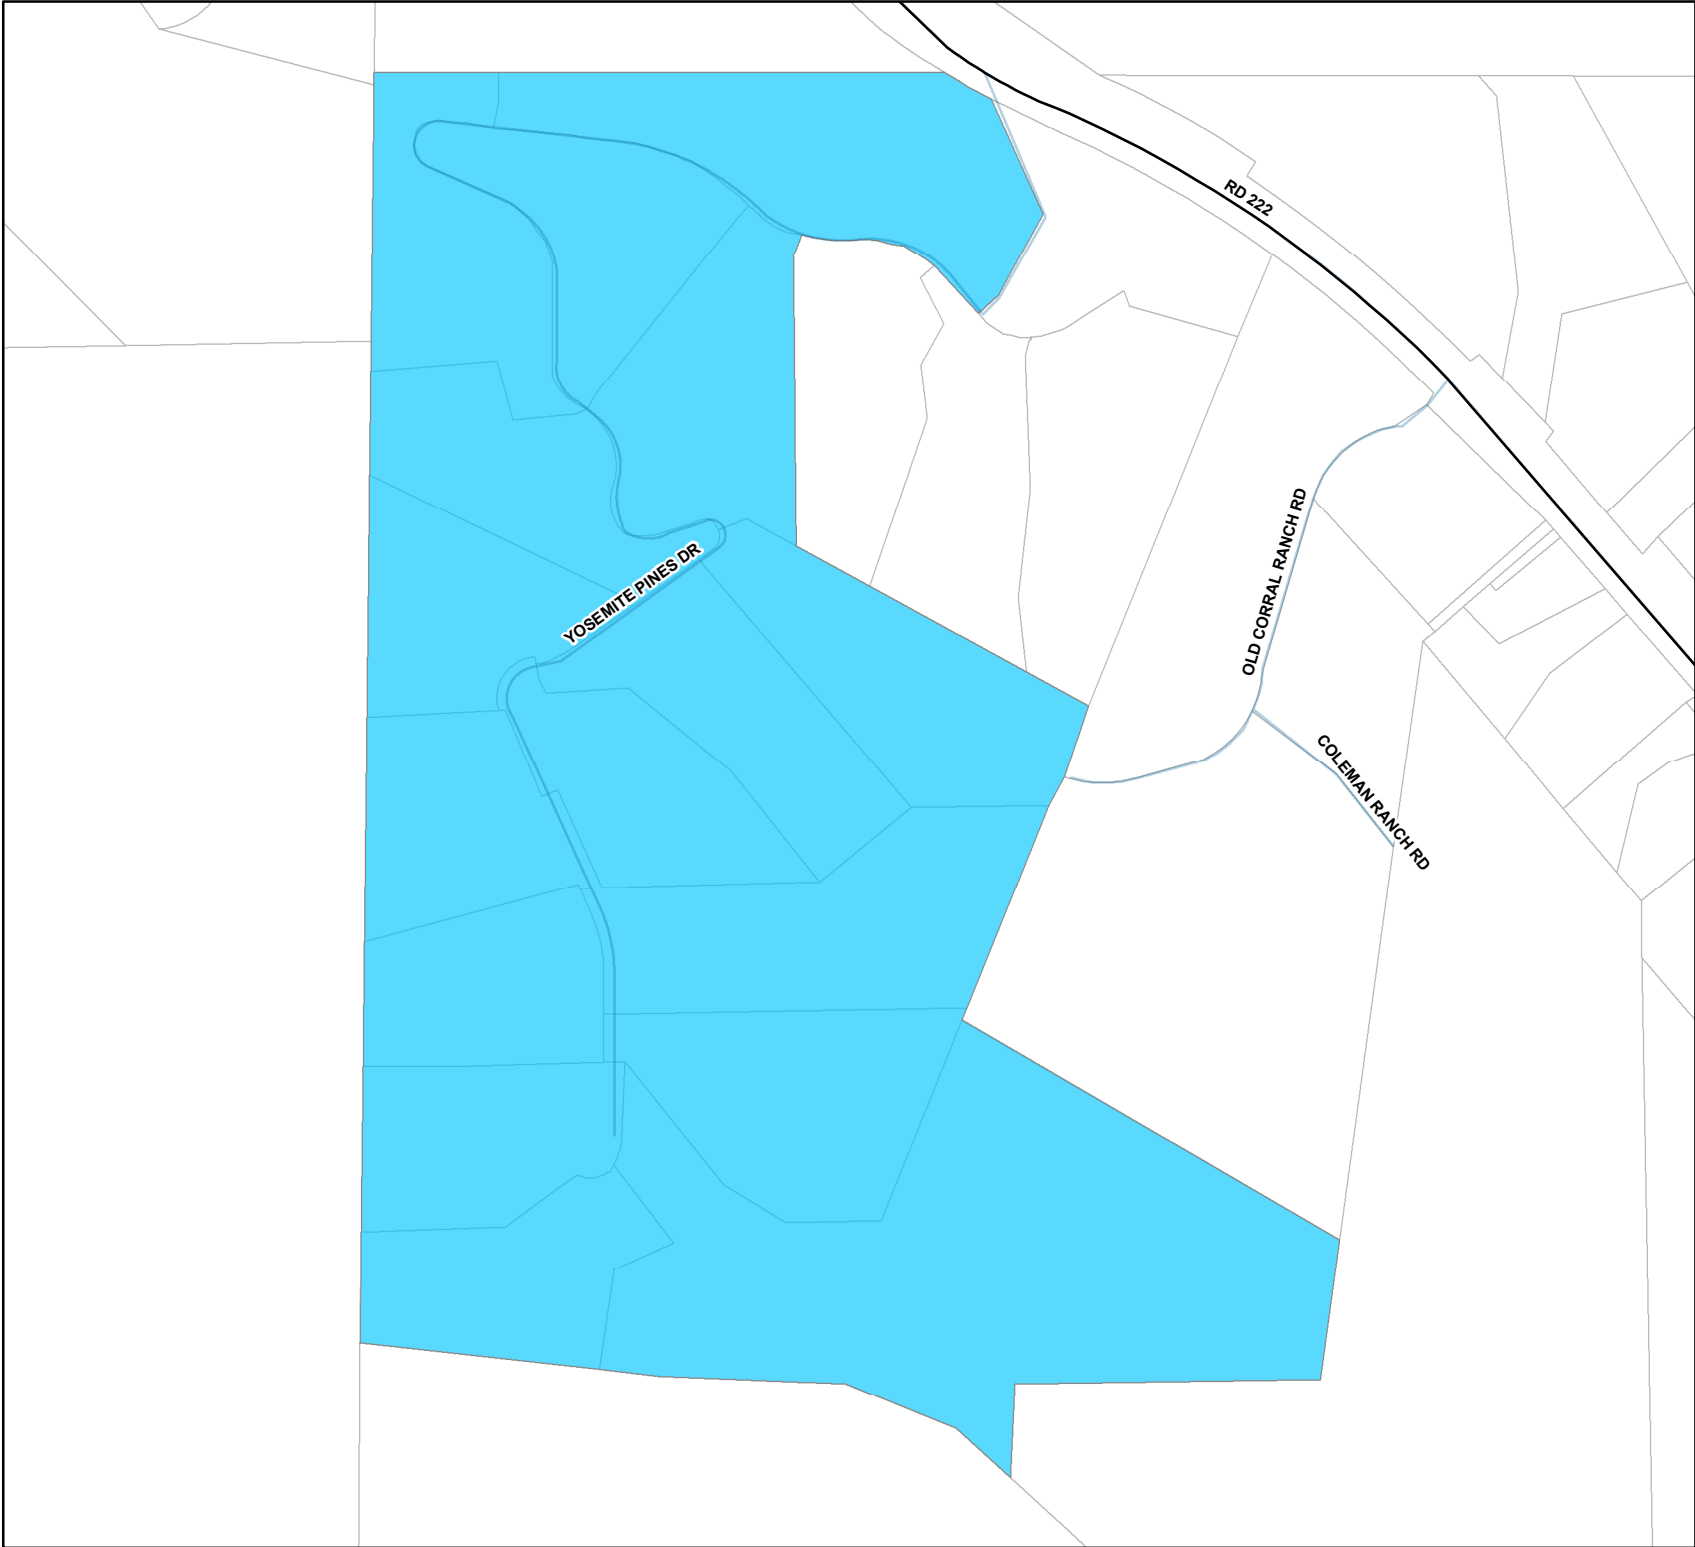 RD 222
OLD CORRAL RANCH RD
YOSEMITE PINES DR
COLEMAN RANCH RD